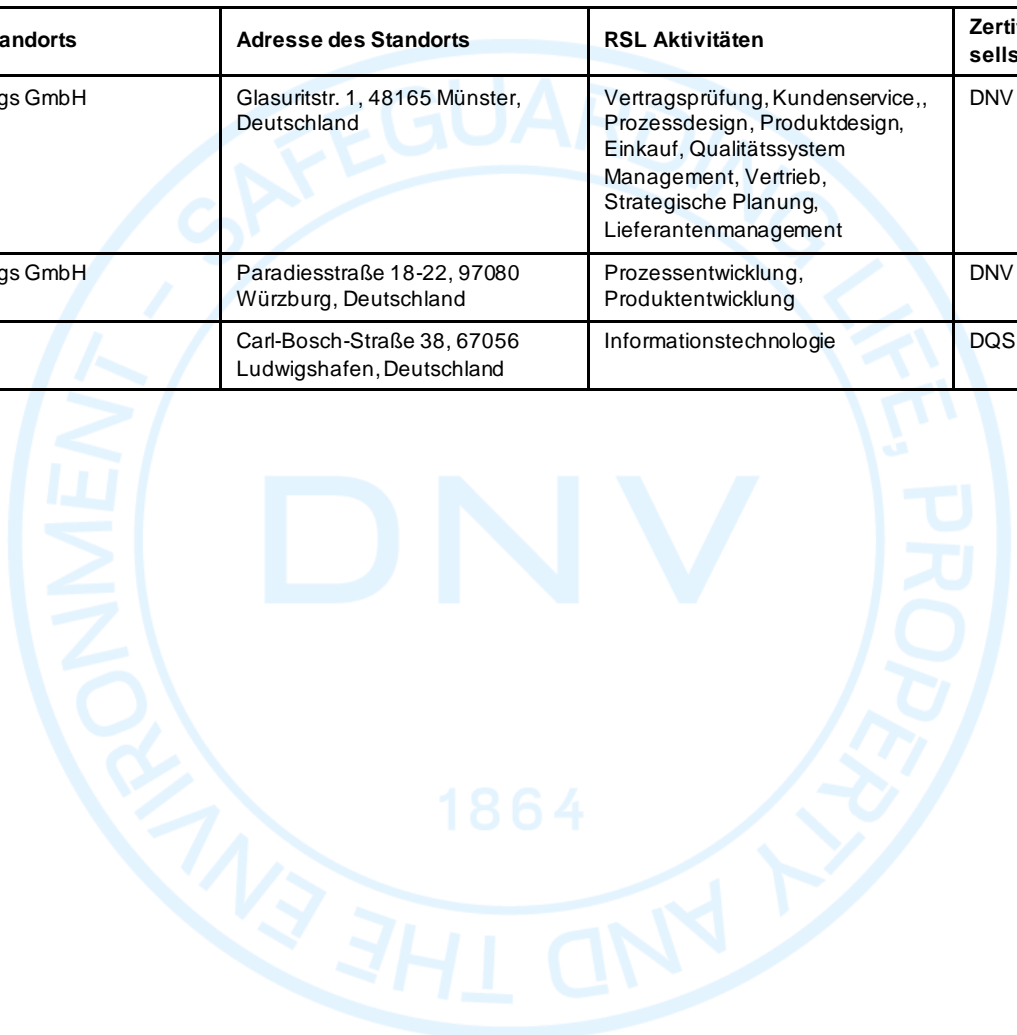 andorts Adresse des Standorts RSL Aktivitäten Zerti
sells
gs GmbH Glasuritstr. 1, 48165 Münster, Vertragsprüfung, Kundenservice,, DNV
Deutschland Prozessdesign, Produktdesign,
Einkauf, Qualitätssystem
Management, Vertrieb,
Strategische Planung,
Lieferantenmanagement
gs GmbH Paradiesstraße 18-22, 97080 Prozessentwicklung, DNV
Würzburg, Deutschland Produktentwicklung
Carl-Bosch-Straße 38, 67056 Informationstechnologie DQS
Ludwigshafen, Deutschland
SAFEGUARDING LIFE, PROPERTY AND THE ENVIRONMENT -
DNV
1864